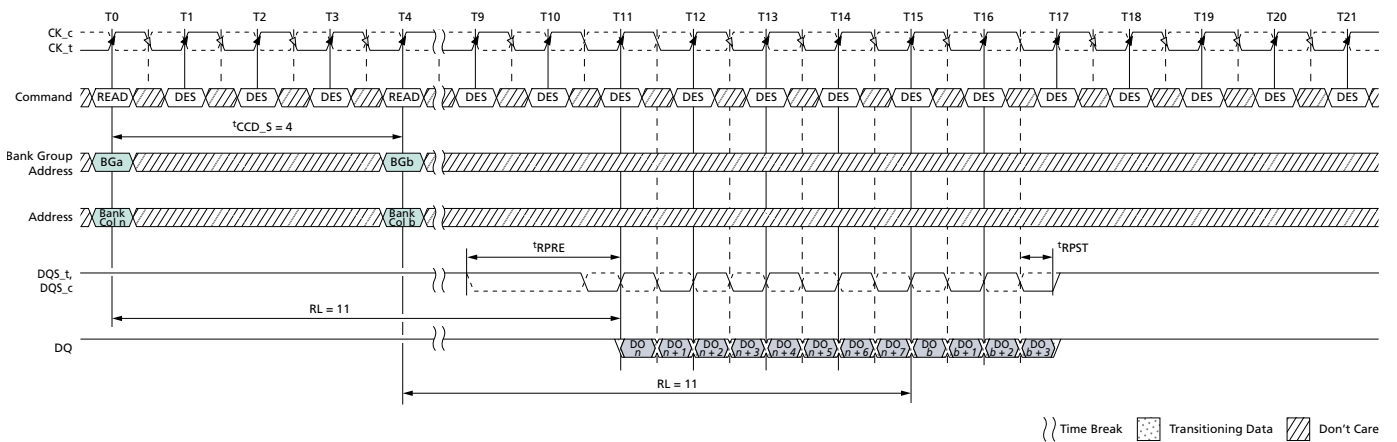 T0 T1 T2 T3 T4 T9 T10 T11 T12 T13 T14 T15 T16 T17 T18 T19 T20 T21
CK_c
CK_t
Command READ DES DES DES READ DES DES DES DES DES DES DES DES DES DES DES DES DES
tCCD_S = 4
Bank Group
Address
BGa BGb
Address
Bank
Col n
Bank
Col b
tRPRE tRPST
DQS_t,
DQS_c
RL = 11
DQ
DO
n
DO
n + 1
DO
n + 2
DO
n + 3
DO
n + 4
DO
n + 5
DO
n + 6
DO
n + 7
DO
b
DO
b + 1
DO
b + 2
DO
b + 3
RL = 11
Time Break Transitioning Data Don't Care